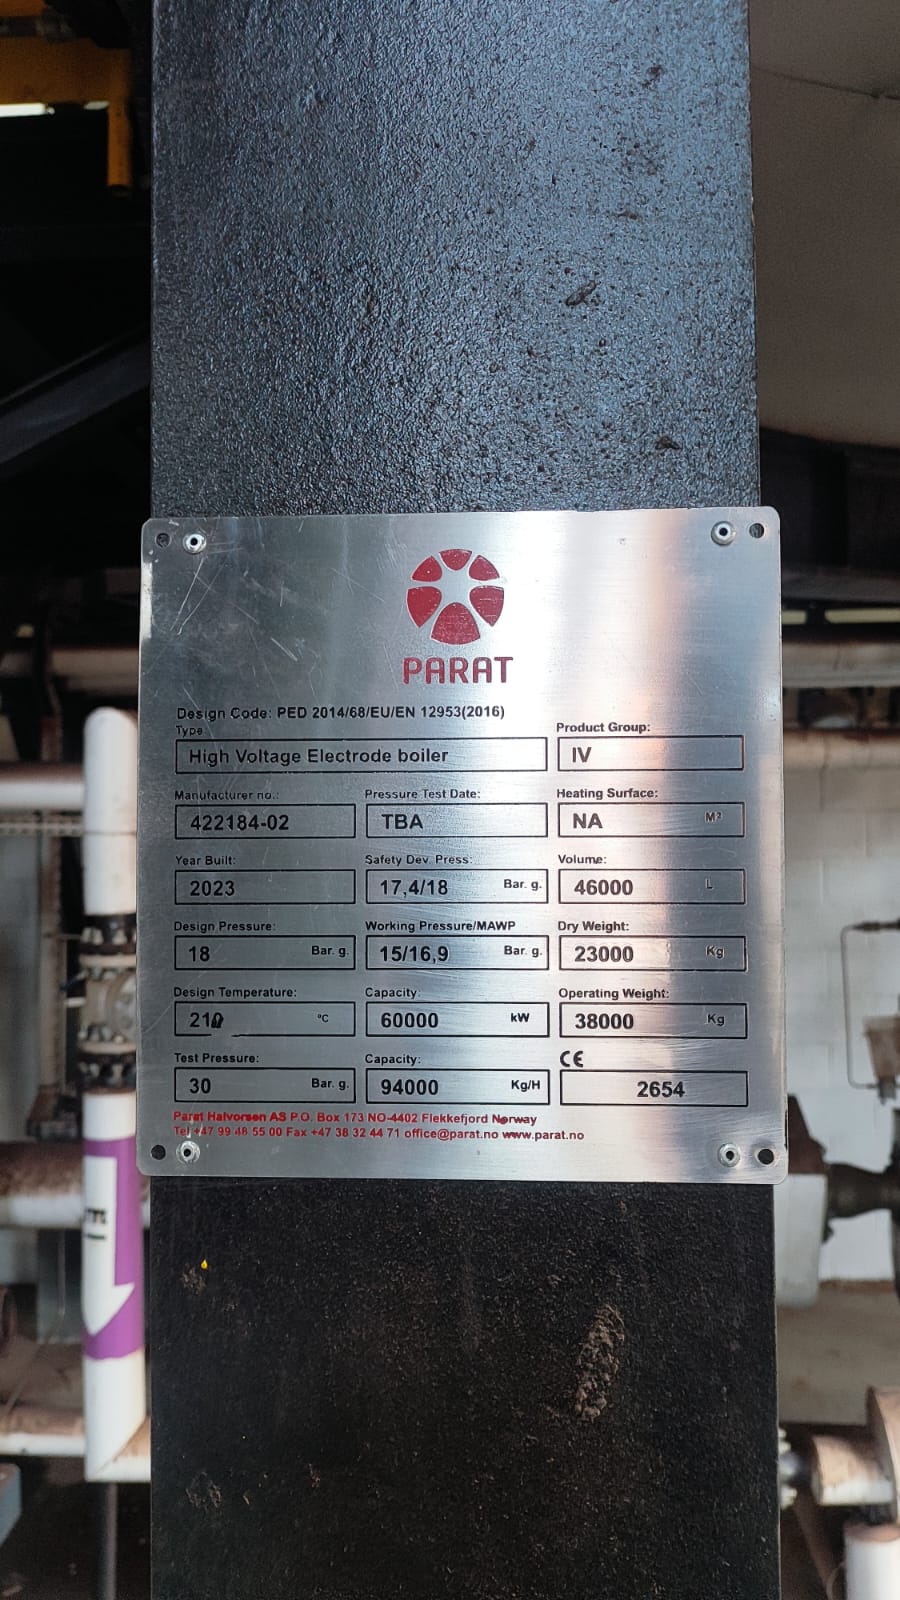 PARAT
Design Code: PED 2014/68/EU/EN 12953(2016)
Type
High Voltage Electrode boiler
Product Group:
IV
Manufacturer no.:
422184-02
Pressure Test Date:
TBA
Heating Surface:
NA M²
Year Built:
2023
Safety Dev. Press:
17,4/18 Bar. g.
Volume:
46000 L
Design Pressure:
18 Bar. g.
Working Pressure/MAWP
15/16,9 Bar. g.
Dry Weight:
23000 Kg
Design Temperature:
°C
Capacity:
60000 kW
Operating Weight:
38000 Kg
Test Pressure:
30 Bar. g.
Capacity:
94000 Kg/H
CE
2654
Parat Halvorsen AS P.O. Box 173 NO-4402 Flekkefjord Norway
Tel +47 99 48 55 00 Fax +47 38 32 44 71 office@parat.no www.parat.no